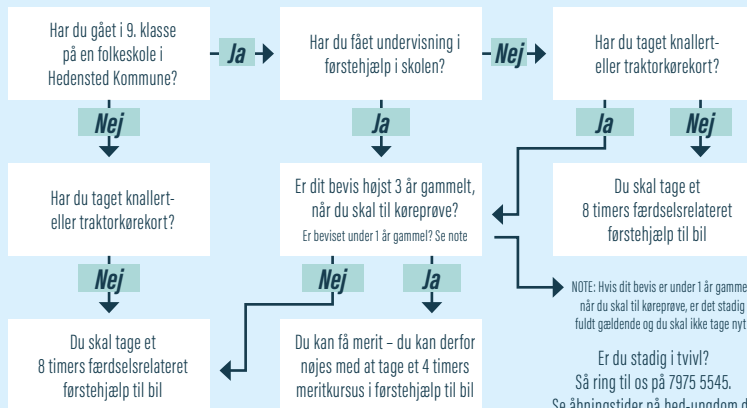 Har du gået i 9. klasse
på en folkeskole i
Hedensted Kommune?
Ja
Har du fået undervisning i
førstehjælp i skolen?
Nej
Har du taget knallert-
eller traktorkørekort?
Nej
Ja
Ja
Nej
Har du taget knallert-
eller traktorkørekort?
Er dit bevis højst 3 år gammelt,
når du skal til køreprøve?
Er beviset under 1 år gammel? Se note
Du skal tage et
8 timers færdselsrelateret
førstehjælp til bil
Nej
Nej
Ja
NOTE: Hvis dit bevis er under 1 år gamme
når du skal til køreprøve, er det stadig
fuldt gældende og du skal ikke tage nyt
Du skal tage et
8 timers færdselsrelateret
førstehjælp til bil
Du kan få merit – du kan derfor
nøjes med at tage et 4 timers
meritkursus i førstehjælp til bil
Er du stadig i tvivl?
Så ring til os på 7975 5545.
Se åbningstider på hed-ungdom.d